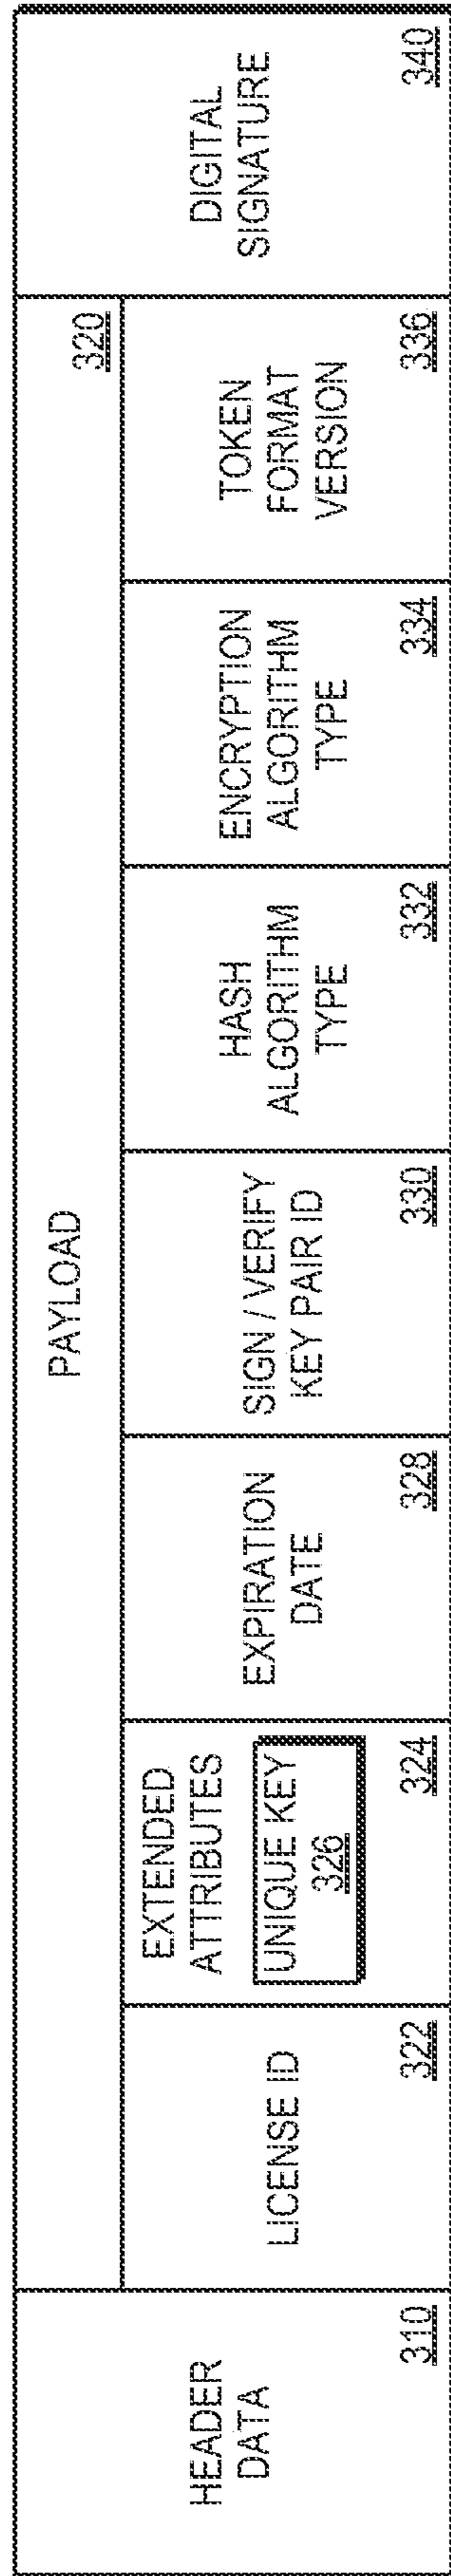 HEADER
DATA
310
PAYLOAD
320
LICENSE ID
322
EXTENDED
ATTRIBUTES
UNIQUE KEY
326
324
EXPIRATION
DATE
328
SIGN / VERIFY
KEY PAIR ID
330
HASH
ALGORITHM
TYPE
332
ENCRYPTION
ALGORITHM
TYPE
334
TOKEN
FORMAT
VERSION
336
DIGITAL
SIGNATURE
340